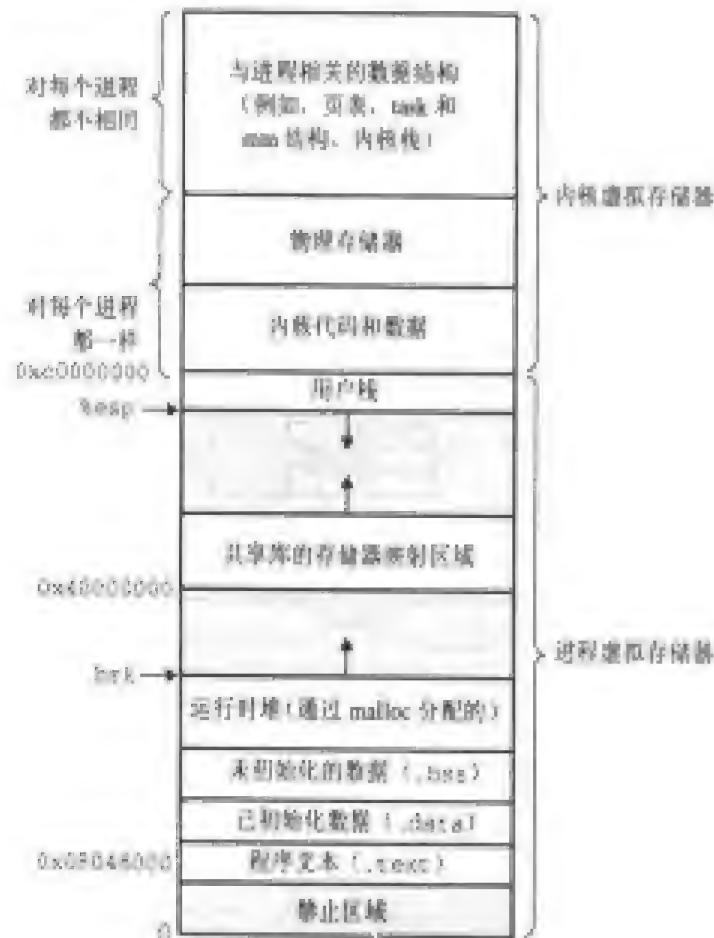 对每个进程
都不相同
与进程相关的数据结构
（例如，页表，task 和
mm 结构，内核栈）
内核虚拟存储器
物理存储器
对每个进程
都一样
内核代码和数据
0xc0000000
用户栈
%esp
共享库的存储器映射区域
0x40000000
进程虚拟存储器
brk
运行时堆（通过 malloc 分配的）
未初始化的数据（.bss）
已初始化数据（.data）
0x08048000
程序文本（.text）
禁止区域
0